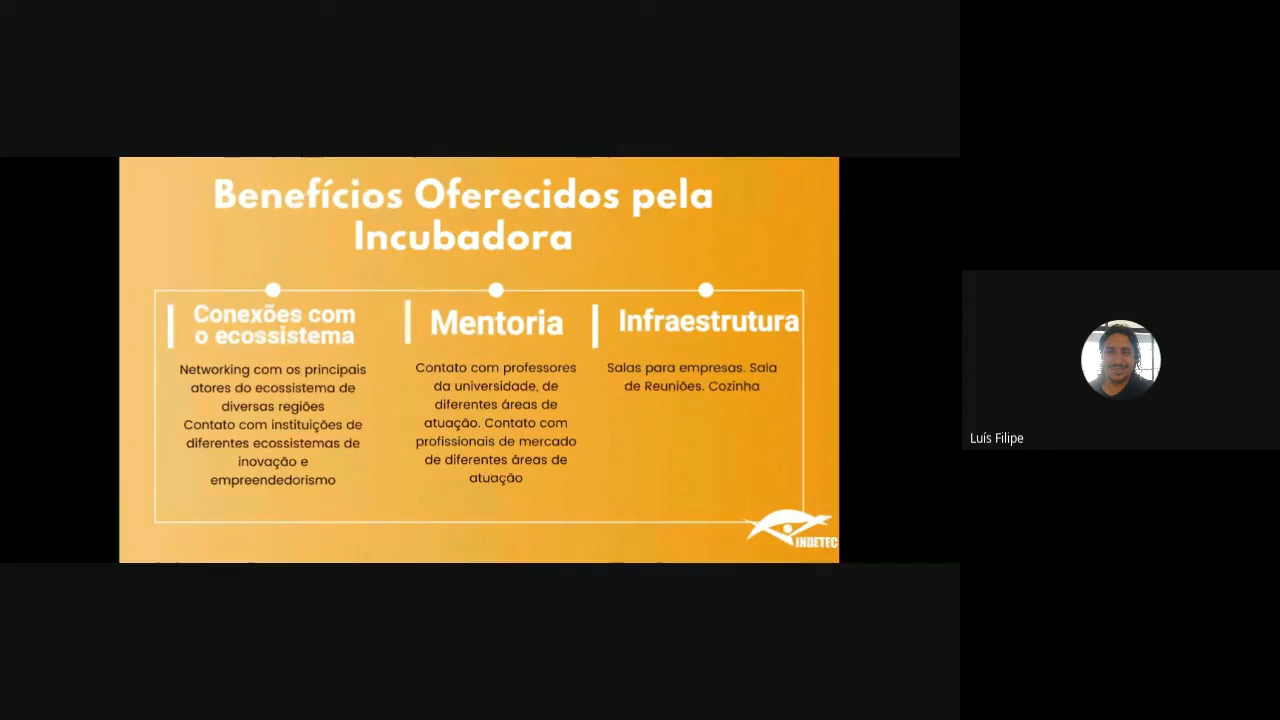 Benefícios Oferecidos pela
Incubadora
Conexões com
o ecossistema
Networking com os principais
atores do ecossistema de
diversas regiões
Contato com instituições de
diferentes ecossistemas de
inovação e
empreendedorismo
Mentoria
Contato com professores
da universidade, de
diferentes áreas de
atuação. Contato com
profissionais de mercado
de diferentes áreas de
atuação
Infraestrutura
Salas para empresas. Sala
de Reuniões. Cozinha
INDETEC
Luís Filipe